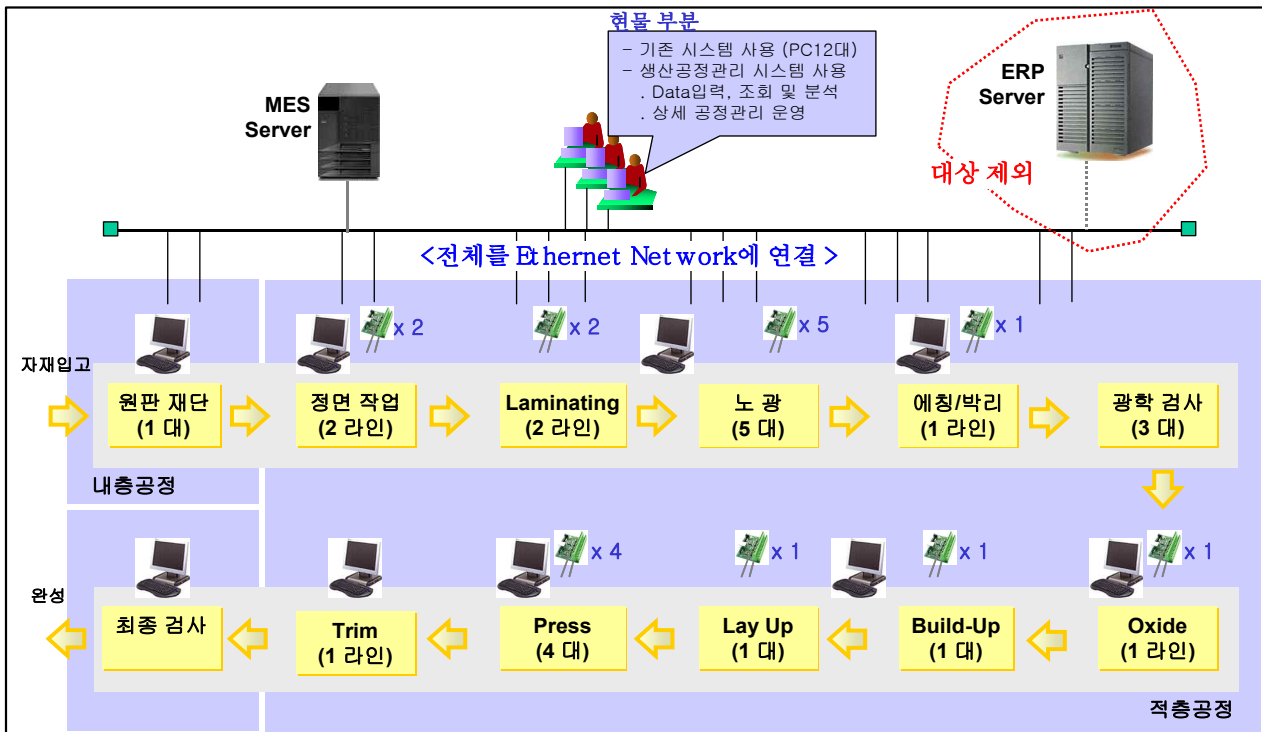 현물 부분
- 기존 시스템 사용 (PC12대)
- 생산공정관리 시스템 사용
. Data입력, 조회 및 분석
. 상세 공정관리 운영
MES
Server
ERP
Server
대상 제외
<전체를 Ethernet Network에 연결 >
x 2
x 2
x 5
x 1
자재입고
원판 재단
(1 대)
정면 작업
(2 라인)
Laminating
(2 라인)
노 광
(5 대)
에칭/박리
(1 라인)
광학 검사
(3 대)
내층공정
x 4
x 1
x 1
x 1
완성
최종 검사
Trim
(1 라인)
Press
(4 대)
Lay Up
(1 대)
Build-Up
(1 대)
Oxide
(1 라인)
적층공정